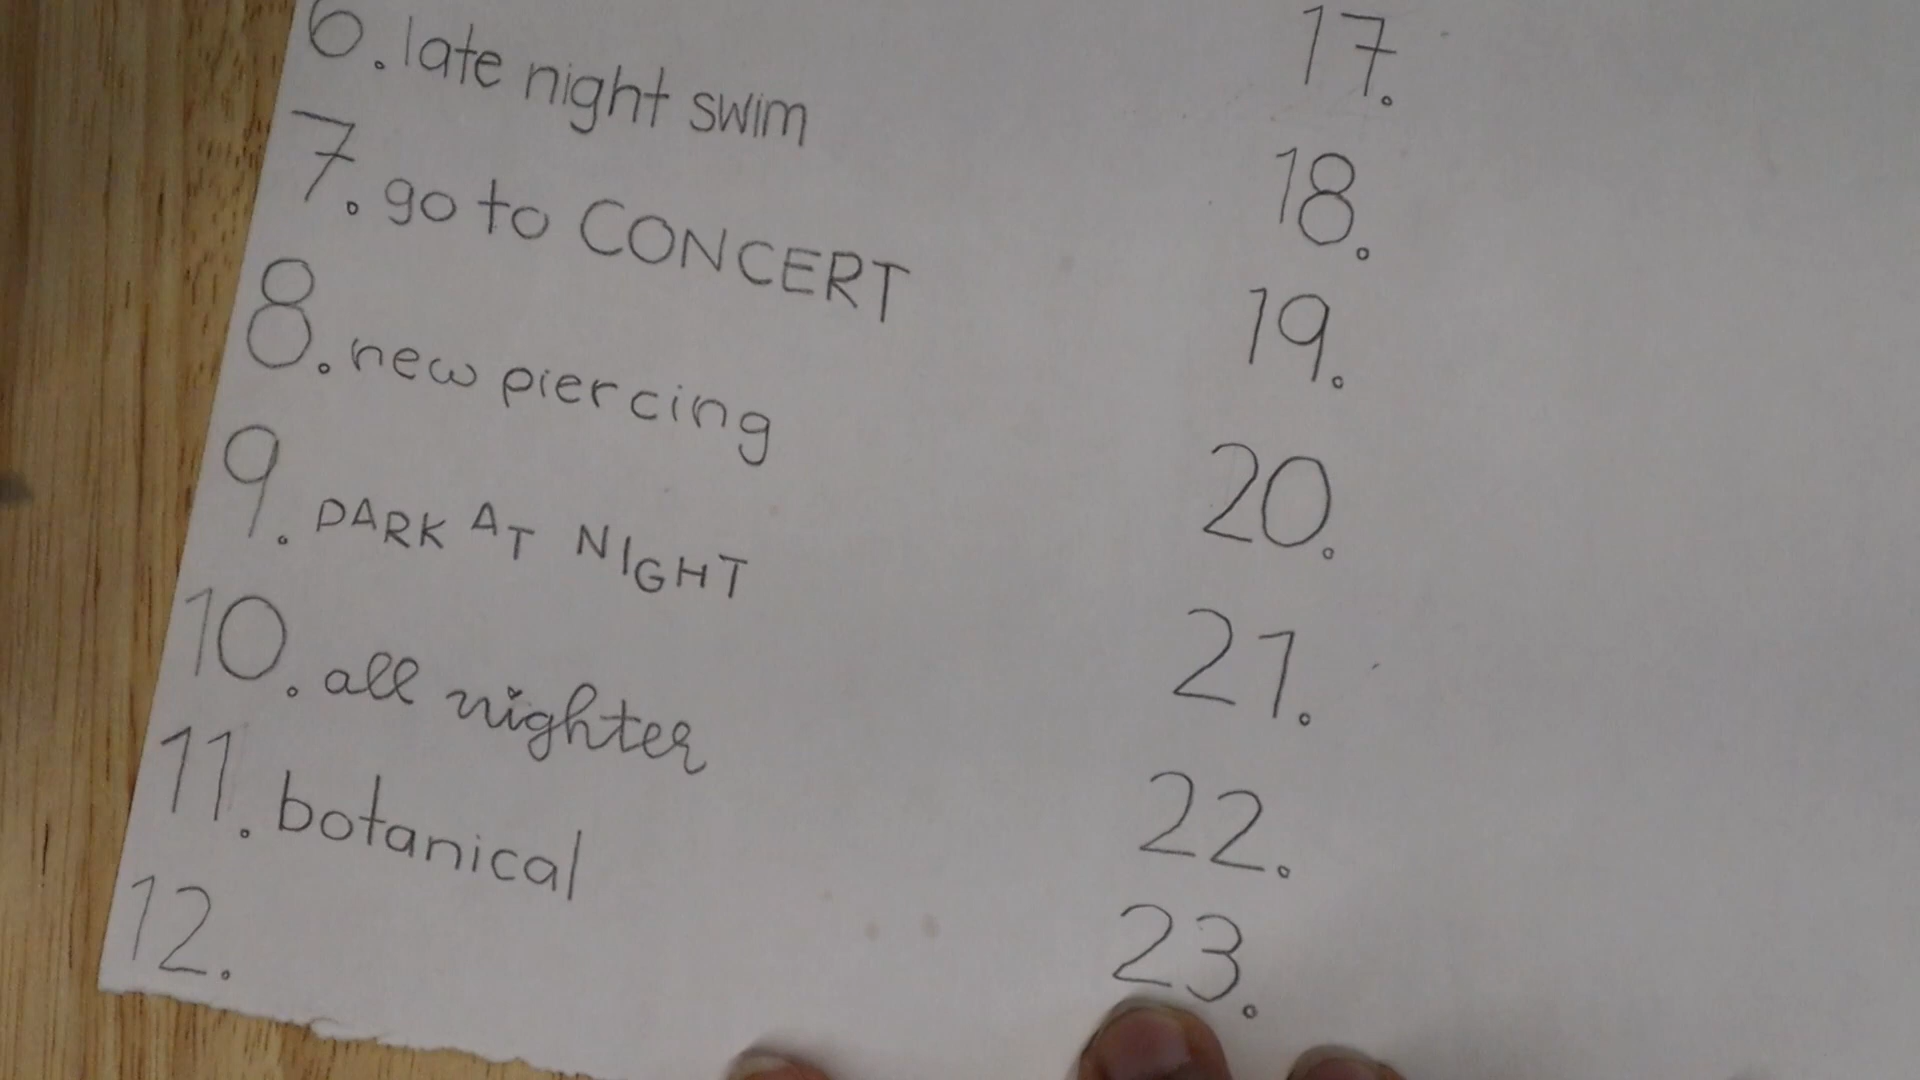 6. late night swim
7. go to CONCERT
8. new piercing
9. PARK AT NIGHT
10. all nighter
11. botanical
12.
17.
18.
19.
20.
21.
22.
23.